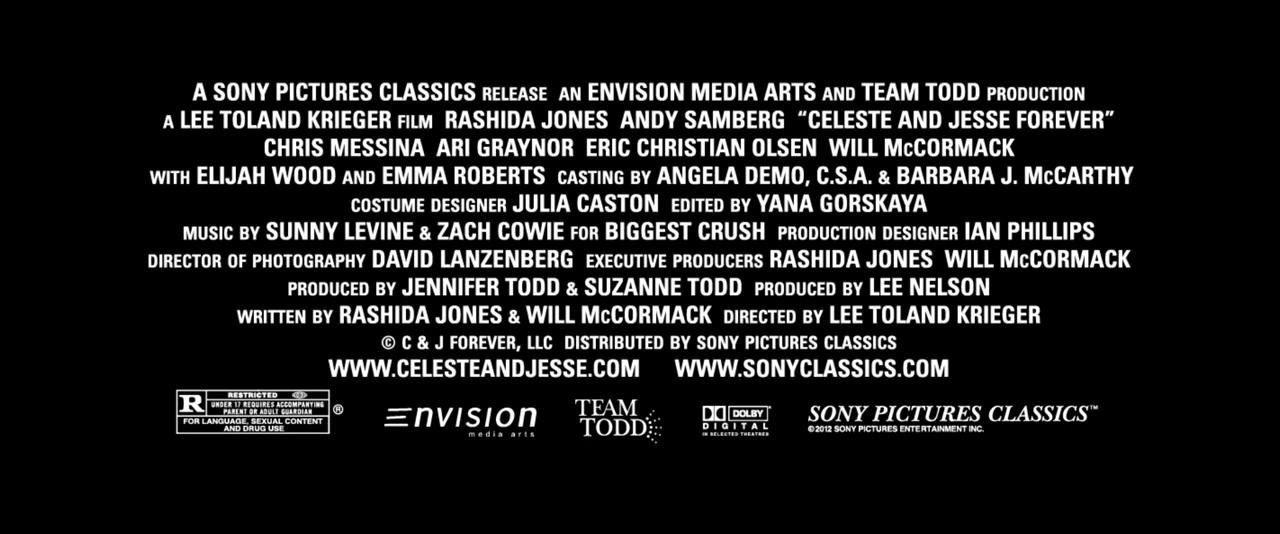 A SONY PICTURES CLASSICS RELEASE AN ENVISION MEDIA ARTS AND TEAM TODD PRODUCTION
A LEE TOLAND KRIEGER FILM RASHIDA JONES ANDY SAMBERG “CELESTE AND JESSE FOREVER”
CHRIS MESSINA ARI GRAYNOR ERIC CHRISTIAN OLSEN WILL McCORMACK
WITH ELIJAH WOOD AND EMMA ROBERTS CASTING BY ANGELA DEMO, C.S.A. & BARBARA J. McCARTHY
COSTUME DESIGNER JULIA CASTON EDITED BY YANA GORSKAYA
MUSIC BY SUNNY LEVINE & ZACH COWIE FOR BIGGEST CRUSH PRODUCTION DESIGNER IAN PHILLIPS
DIRECTOR OF PHOTOGRAPHY DAVID LANZENBERG EXECUTIVE PRODUCERS RASHIDA JONES WILL McCORMACK
PRODUCED BY JENNIFER TODD & SUZANNE TODD PRODUCED BY LEE NELSON
WRITTEN BY RASHIDA JONES & WILL McCORMACK DIRECTED BY LEE TOLAND KRIEGER
© C & J FOREVER, LLC DISTRIBUTED BY SONY PICTURES CLASSICS
WWW.CELESTEANDJESSE.COM WWW.SONYCLASSICS.COM
R RESTRICTED
UNDER 17 REQUIRES ACCOMPANYING
PARENT OR ADULT GUARDIAN ®
FOR LANGUAGE, SEXUAL CONTENT
AND DRUG USE
ENVISION
media arts
TEAM
TODD
DOLBY
DIGITAL
IN SELECTED THEATRES
SONY PICTURES CLASSICS™
©2012 SONY PICTURES ENTERTAINMENT INC.